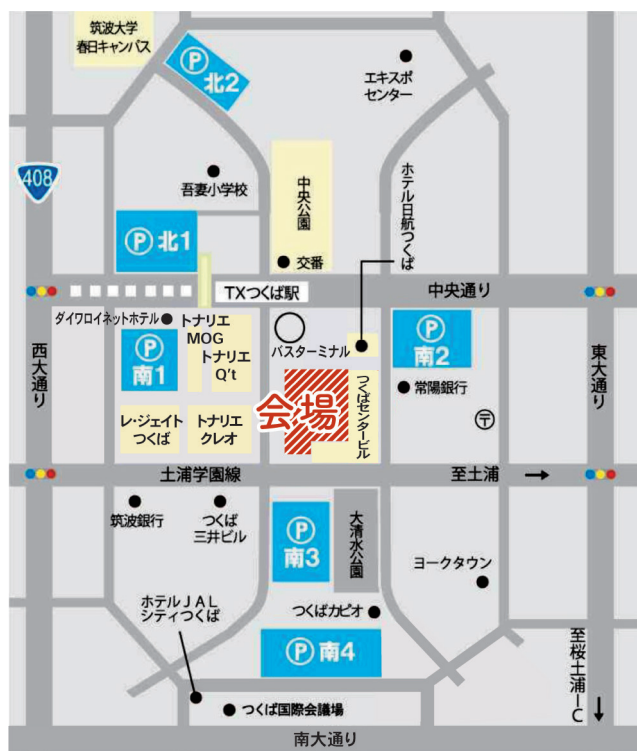 筑波大学
春日キャンパス
P
北2
エキスポ
センター
408
吾妻小学校
中央公園
ホテル日航つくば
P 北1
交番
TXつくば駅
中央通り
ダイワロイネットホテル
トナリエ
MOG
バスターミナル
P
南2
西大通り
P
南1
トナリエ
Q't
東大通り
会場
つくばセンタービル
常陽銀行
〒
レ・ジェイト
つくば
トナリエ
クレオ
土浦学園線
至土浦 →
筑波銀行
つくば
三井ビル
P
南3
大清水公園
ヨークタウン
ホテルJAL
シティつくば
つくばカピオ
P 南4
至桜土浦IC
↓
つくば国際会議場
南大通り